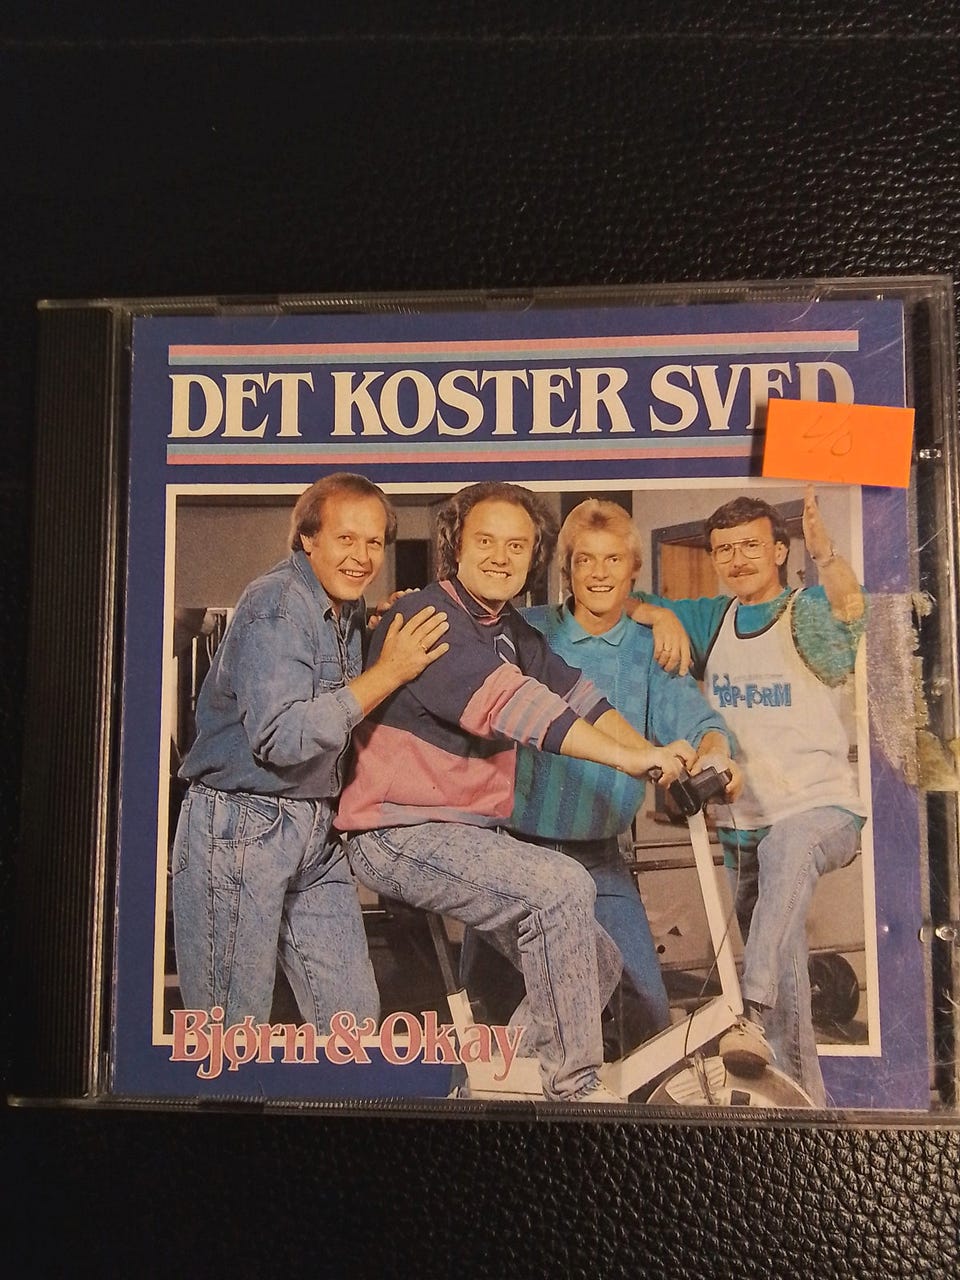 DET KOSTER SVED
40
TOP-FORM
Bjørn & Okay